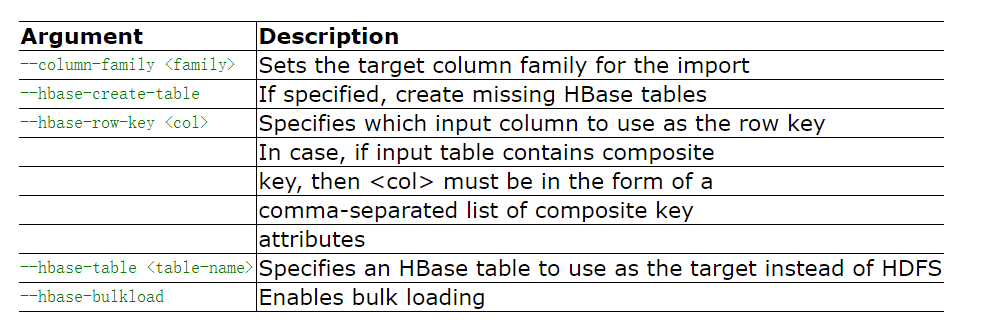 Argument Description
--column-family <family> Sets the target column family for the import
--hbase-create-table If specified, create missing HBase tables
--hbase-row-key <col> Specifies which input column to use as the row key
In case, if input table contains composite
key, then <col> must be in the form of a
comma-separated list of composite key
attributes
--hbase-table <table-name> Specifies an HBase table to use as the target instead of HDFS
--hbase-bulkload Enables bulk loading